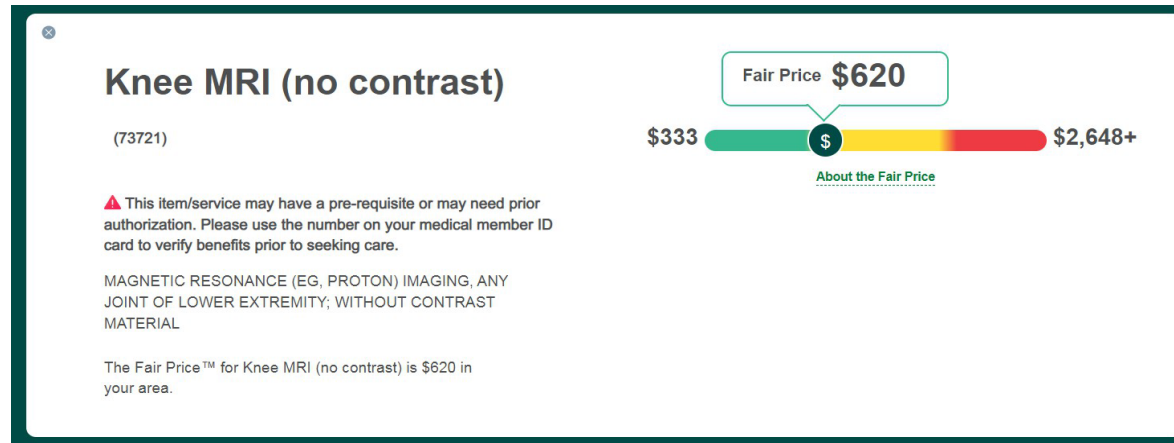 Knee MRI (no contrast)
(73721)
This item/service may have a pre-requisite or may need prior
authorization. Please use the number on your medical member ID
card to verify benefits prior to seeking care.
MAGNETIC RESONANCE (EG, PROTON) IMAGING, ANY
JOINT OF LOWER EXTREMITY; WITHOUT CONTRAST
MATERIAL
The Fair Price™ for Knee MRI (no contrast) is $620 in
your area.
Fair Price $620
$333 $ $2,648+
About the Fair Price